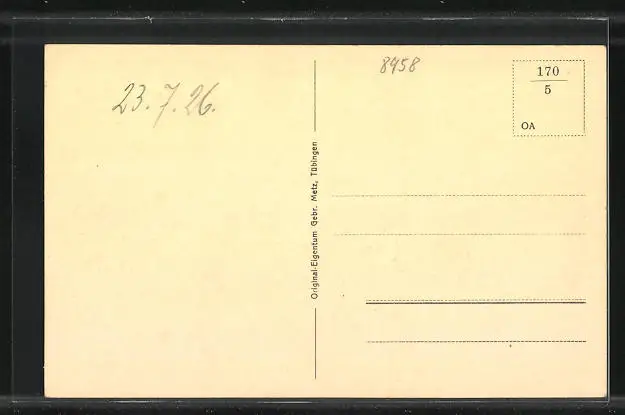 23.7.26.
8458
170
5
OA
Original-Eigentum Gebr. Metz, Tübingen